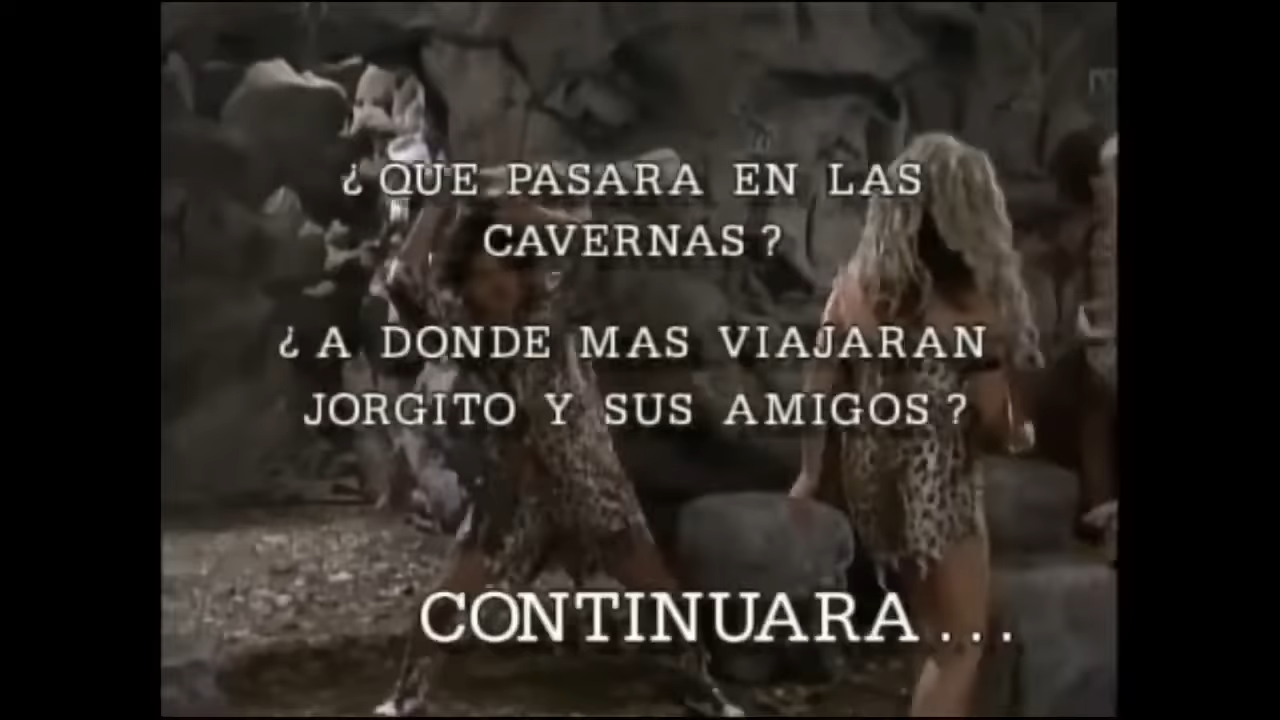 ¿ QUE PASARA EN LAS
CAVERNAS ?
¿ A DONDE MAS VIAJARAN
JORGITO Y SUS AMIGOS ?
CONTINUARA...